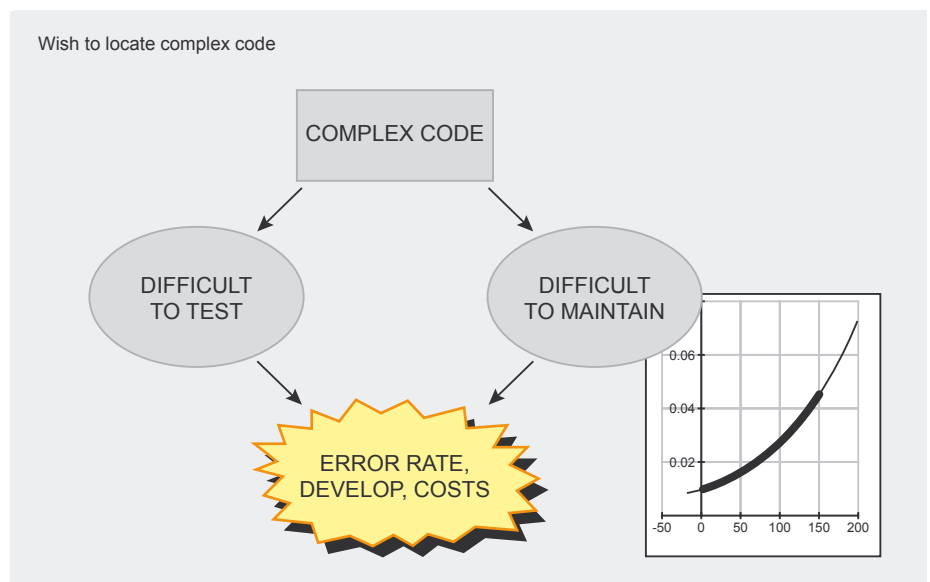 Wish to locate complex code
COMPLEX CODE
DIFFICULT
TO TEST
DIFFICULT
TO MAINTAIN
ERROR RATE,
DEVELOP, COSTS
0.06
0.04
0.02
-50 0 50 100 150 200